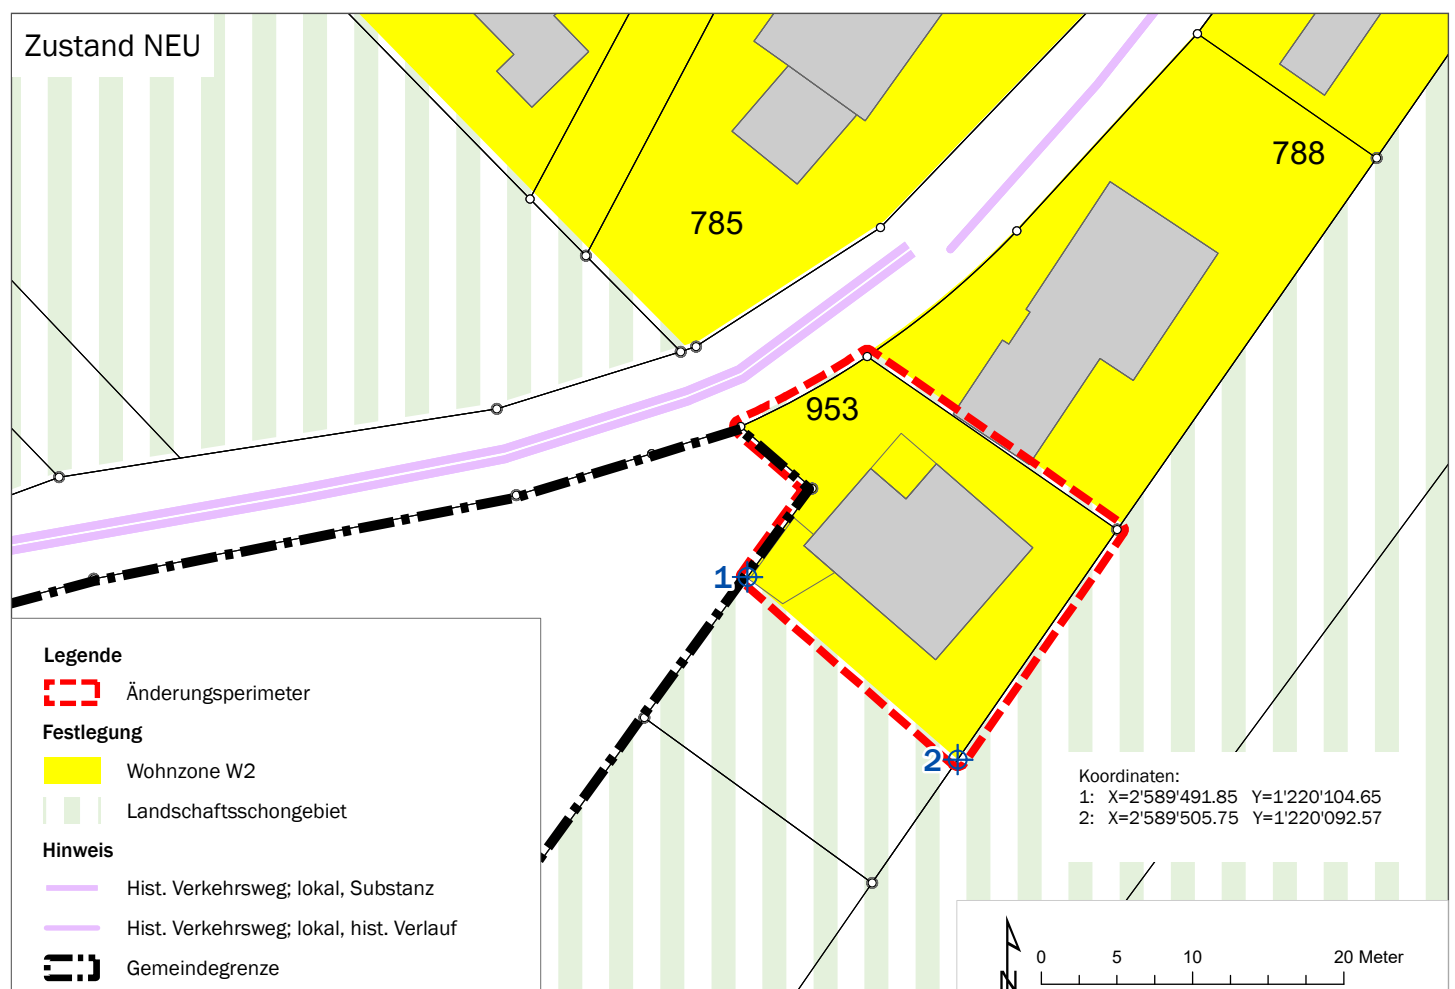 Zustand NEU
788
785
953
1
2
Koordinaten:
1: X=2'589'491.85 Y=1'220'104.65
2: X=2'589'505.75 Y=1'220'092.57
Legende
Änderungsperimeter
Festlegung
Wohnzone W2
Landschaftsschongebiet
Hinweis
Hist. Verkehrsweg; lokal, Substanz
Hist. Verkehrsweg; lokal, hist. Verlauf
Gemeindegrenze
N
0 5 10 20 Meter